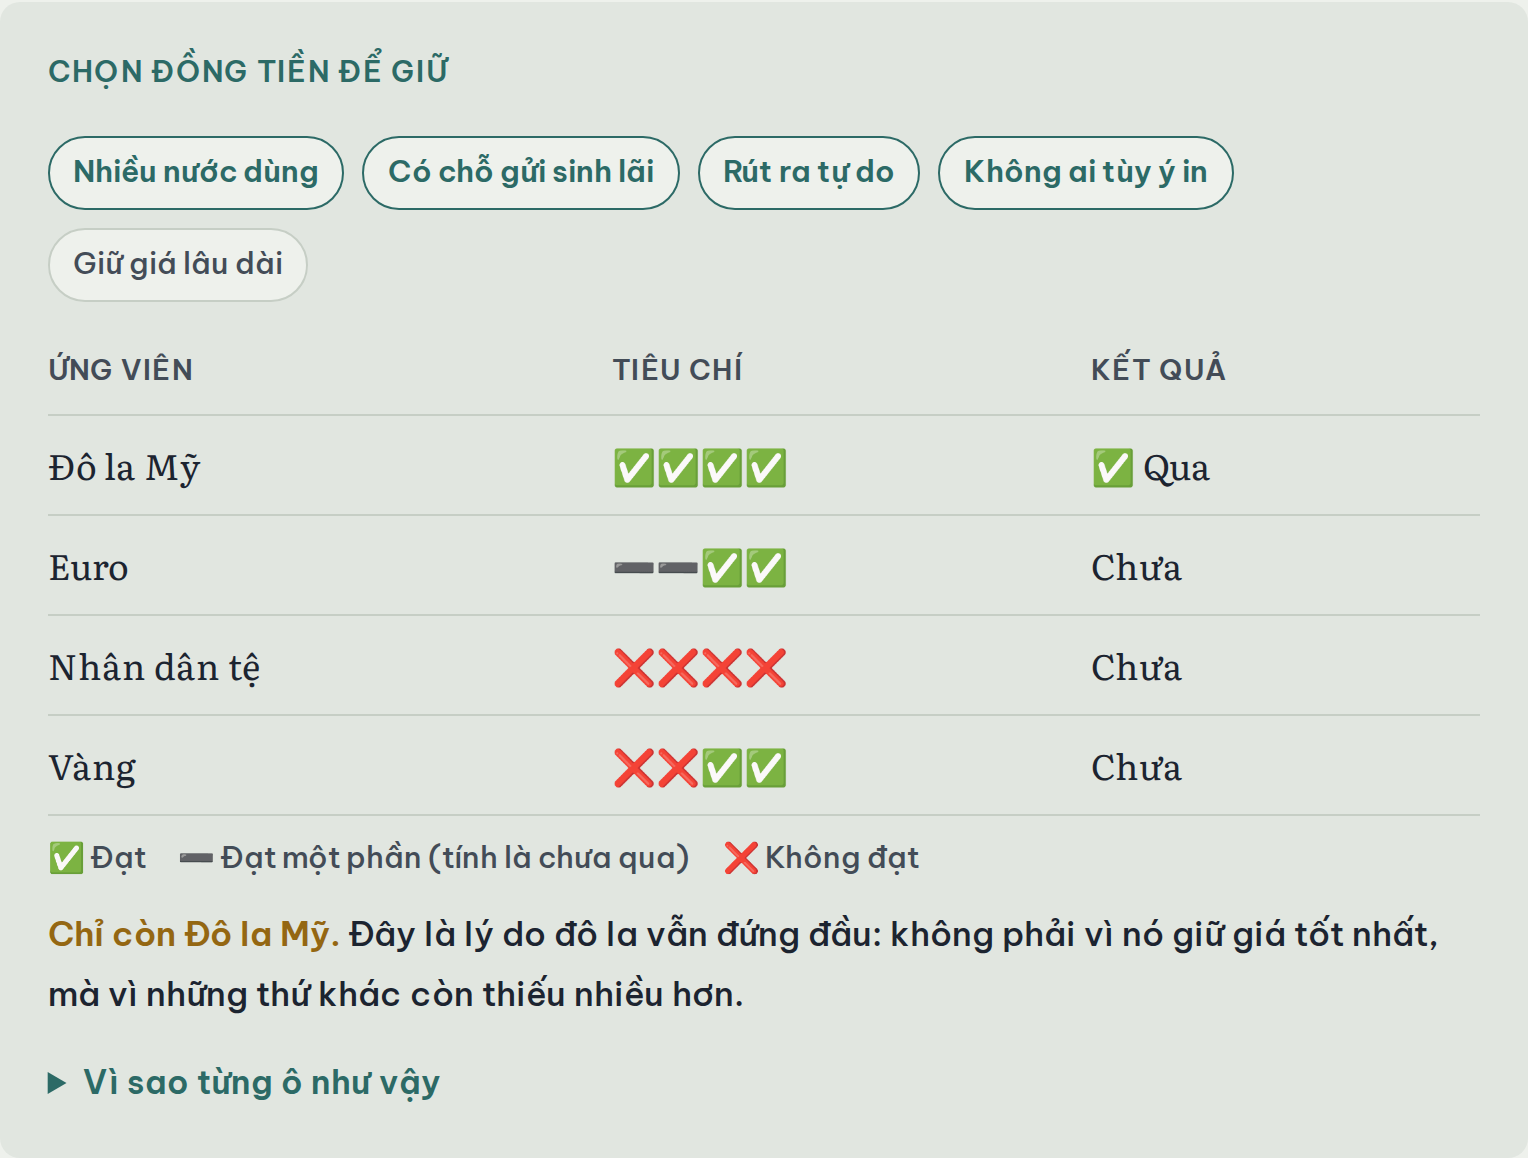 CHỌN ĐỒNG TIỀN ĐỂ GIỮ
Nhiều nước dùng
Có chỗ gửi sinh lãi
Rút ra tự do
Không ai tùy ý in
Giữ giá lâu dài
ỨNG VIÊN TIÊU CHÍ KẾT QUẢ
Đô la Mỹ ✅✅✅✅ ✅ Qua
Euro ➖➖✅✅ Chưa
Nhân dân tệ ❌❌❌❌ Chưa
Vàng ❌❌✅✅ Chưa
✅ Đạt ➖ Đạt một phần (tính là chưa qua) ❌ Không đạt
Chỉ còn Đô la Mỹ. Đây là lý do đô la vẫn đứng đầu: không phải vì nó giữ giá tốt nhất,
mà vì những thứ khác còn thiếu nhiều hơn.
▶ Vì sao từng ô như vậy